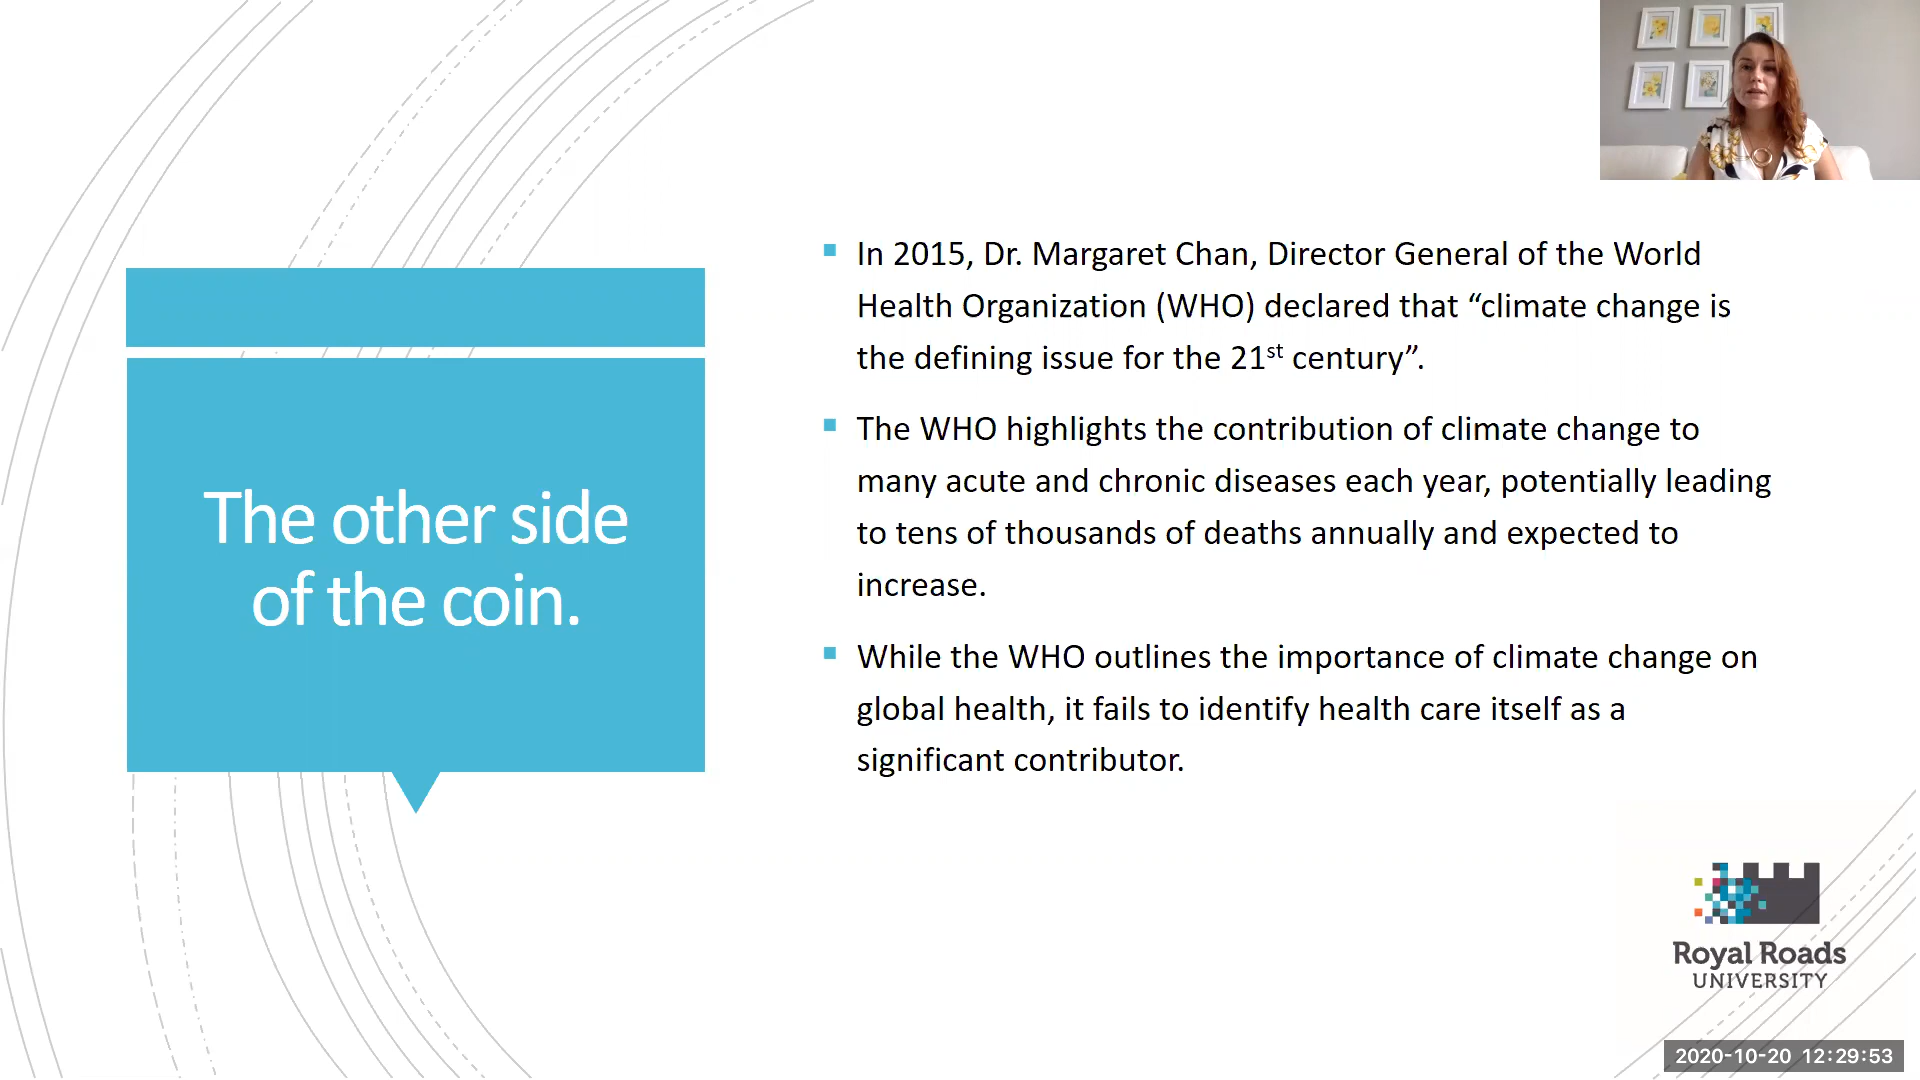 The other side
of the coin.
In 2015, Dr. Margaret Chan, Director General of the World
Health Organization (WHO) declared that “climate change is
the defining issue for the 21st century”.
The WHO highlights the contribution of climate change to
many acute and chronic diseases each year, potentially leading
to tens of thousands of deaths annually and expected to
increase.
While the WHO outlines the importance of climate change on
global health, it fails to identify health care itself as a
significant contributor.
Royal Roads
UNIVERSITY
2020-10-20 12:29:53